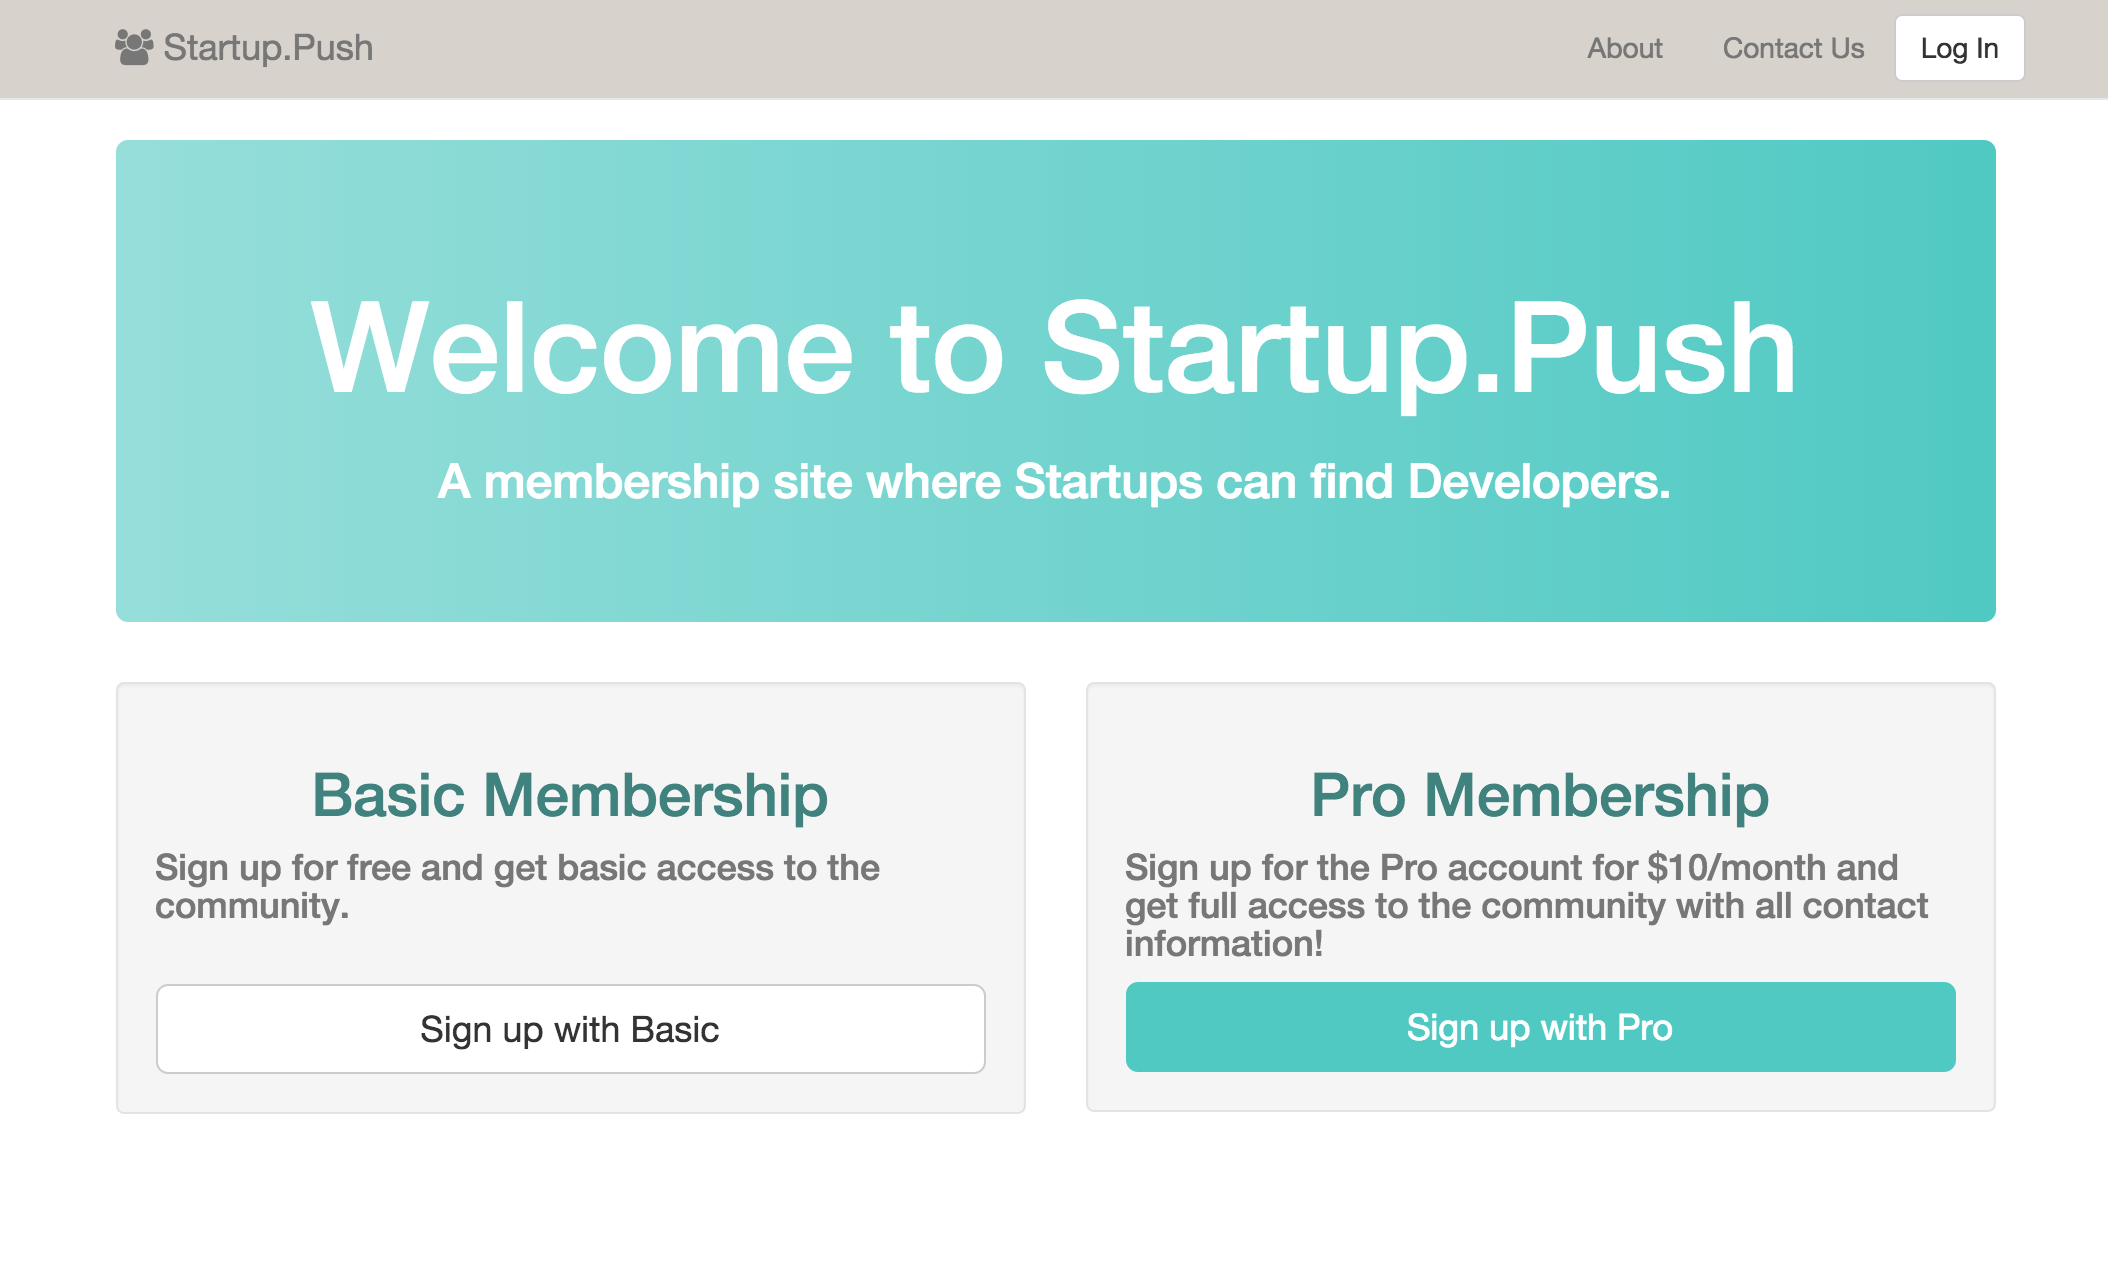 Startup.Push
About
Contact Us
Log In
Welcome to Startup.Push
A membership site where Startups can find Developers.
Basic Membership
Sign up for free and get basic access to the
community.
Sign up with Basic
Pro Membership
Sign up for the Pro account for $10/month and
get full access to the community with all contact
information!
Sign up with Pro